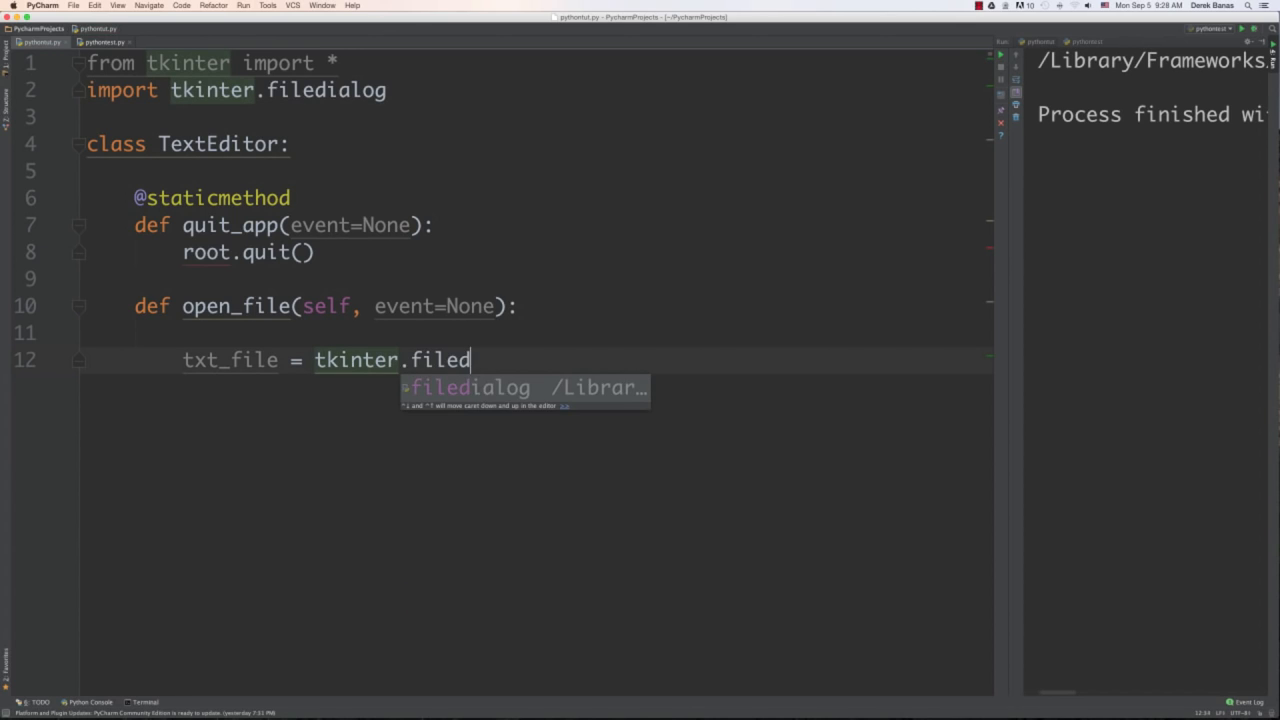 PyCharm File Edit View Navigate Code Refactor Run Tools VCS Window Help
10 Mon Sep 5 9:28 AM Derek Banas
pythontut.py - PycharmProjects - [~/PycharmProjects]
PycharmProjects pythontut.py
pythontest
pythontut.py pythontest.py
Run: pythontut pythontest
1 from tkinter import *
2 import tkinter.filedialog
3
4 class TextEditor:
5
6 @staticmethod
7 def quit_app(event=None):
8 root.quit()
9
10 def open_file(self, event=None):
11
12 txt_file = tkinter.filed
filedialog /Librar…
^↓ and ^↑ will move caret down and up in the editor >>
/Library/Frameworks
Process finished wi
1: Project
7: Structure
2: Favorites
4: Run
6: TODO Python Console Terminal
Event Log
Platform and Plugin Updates: PyCharm Community Edition is ready to update. (yesterday 7:51 PM)
12:34 LF÷ UTF-8÷